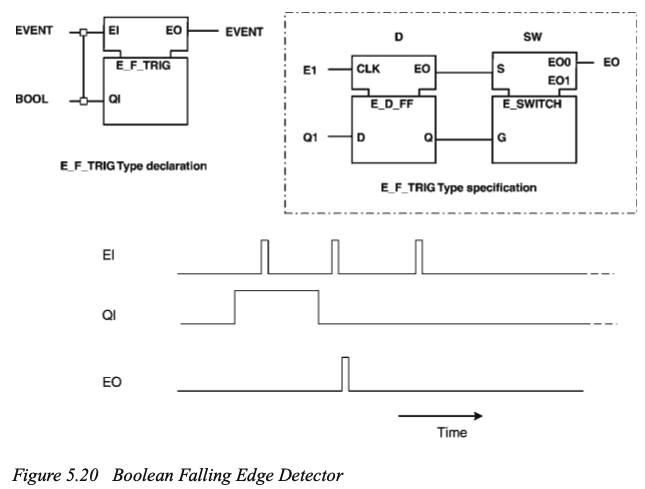 EVENT EI EO EVENT
E_F_TRIG
BOOL QI
E_F_TRIG Type declaration
D SW
E1 CLK EO S EO0 EO
EO1
E_D_FF E_SWITCH
Q1 D Q G
E_F_TRIG Type specification
EI
QI
EO
Time
Figure 5.20 Boolean Falling Edge Detector